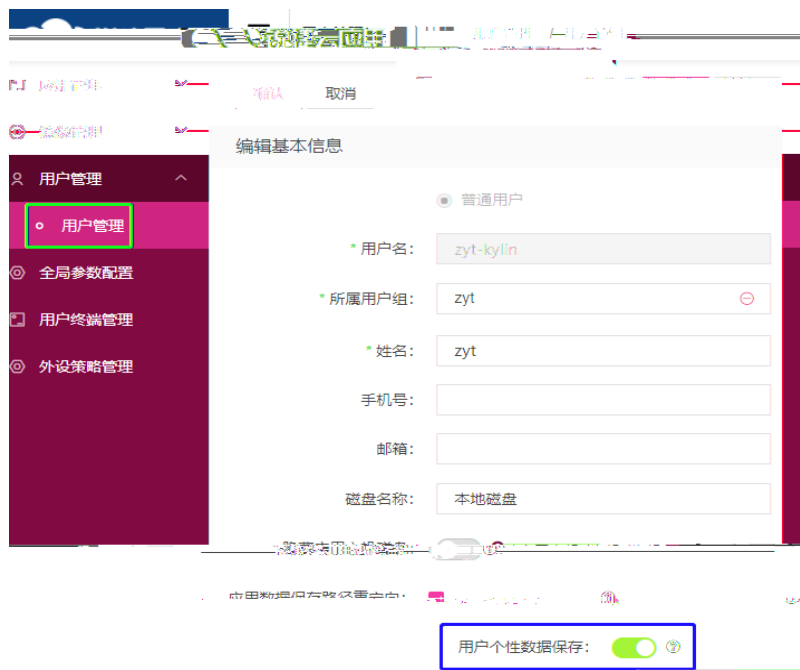 取消
编辑基本信息
用户管理
普通用户
用户管理
* 用户名：
zyt-kylin
全局参数配置
* 所属用户组：
zyt
用户终端管理
* 姓名：
zyt
外设策略管理
手机号：
邮箱：
磁盘名称：
本地磁盘
用户个性数据保存：